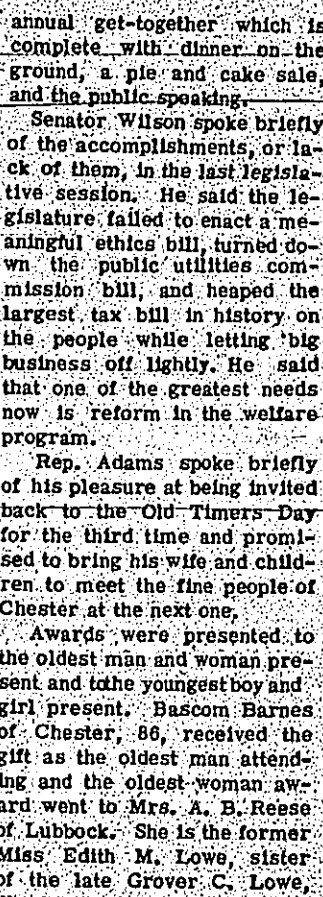 annual get-together which is
complete with dinner on the
ground, a pie and cake sale,
and the public speaking.
Senator Wilson spoke briefly
of the accomplishments, or la-
ck of them, in the last legisla-
tive session. He said the le-
gislature failed to enact a me-
aningful ethics bill, turned do-
wn the public utilities com-
mission bill, and heaped the
largest tax bill in history on
the people while letting big
business off lightly. He said
that one of the greatest needs
now is reform in the welfare
program.
Rep. Adams spoke briefly
of his pleasure at being invited
back to the Old Timers Day
for the third time and promi-
sed to bring his wife and child-
ren to meet the fine people of
Chester at the next one.
Awards were presented to
the oldest man and woman pre-
sent and to the youngest boy and
girl present. Bascom Barnes
of Chester, 86, received the
gift as the oldest man attend-
ing and the oldest woman aw-
ard went to Mrs. A. B. Reese
of Lubbock. She is the former
Miss Edith M. Lowe, sister
of the late Grover C. Lowe,